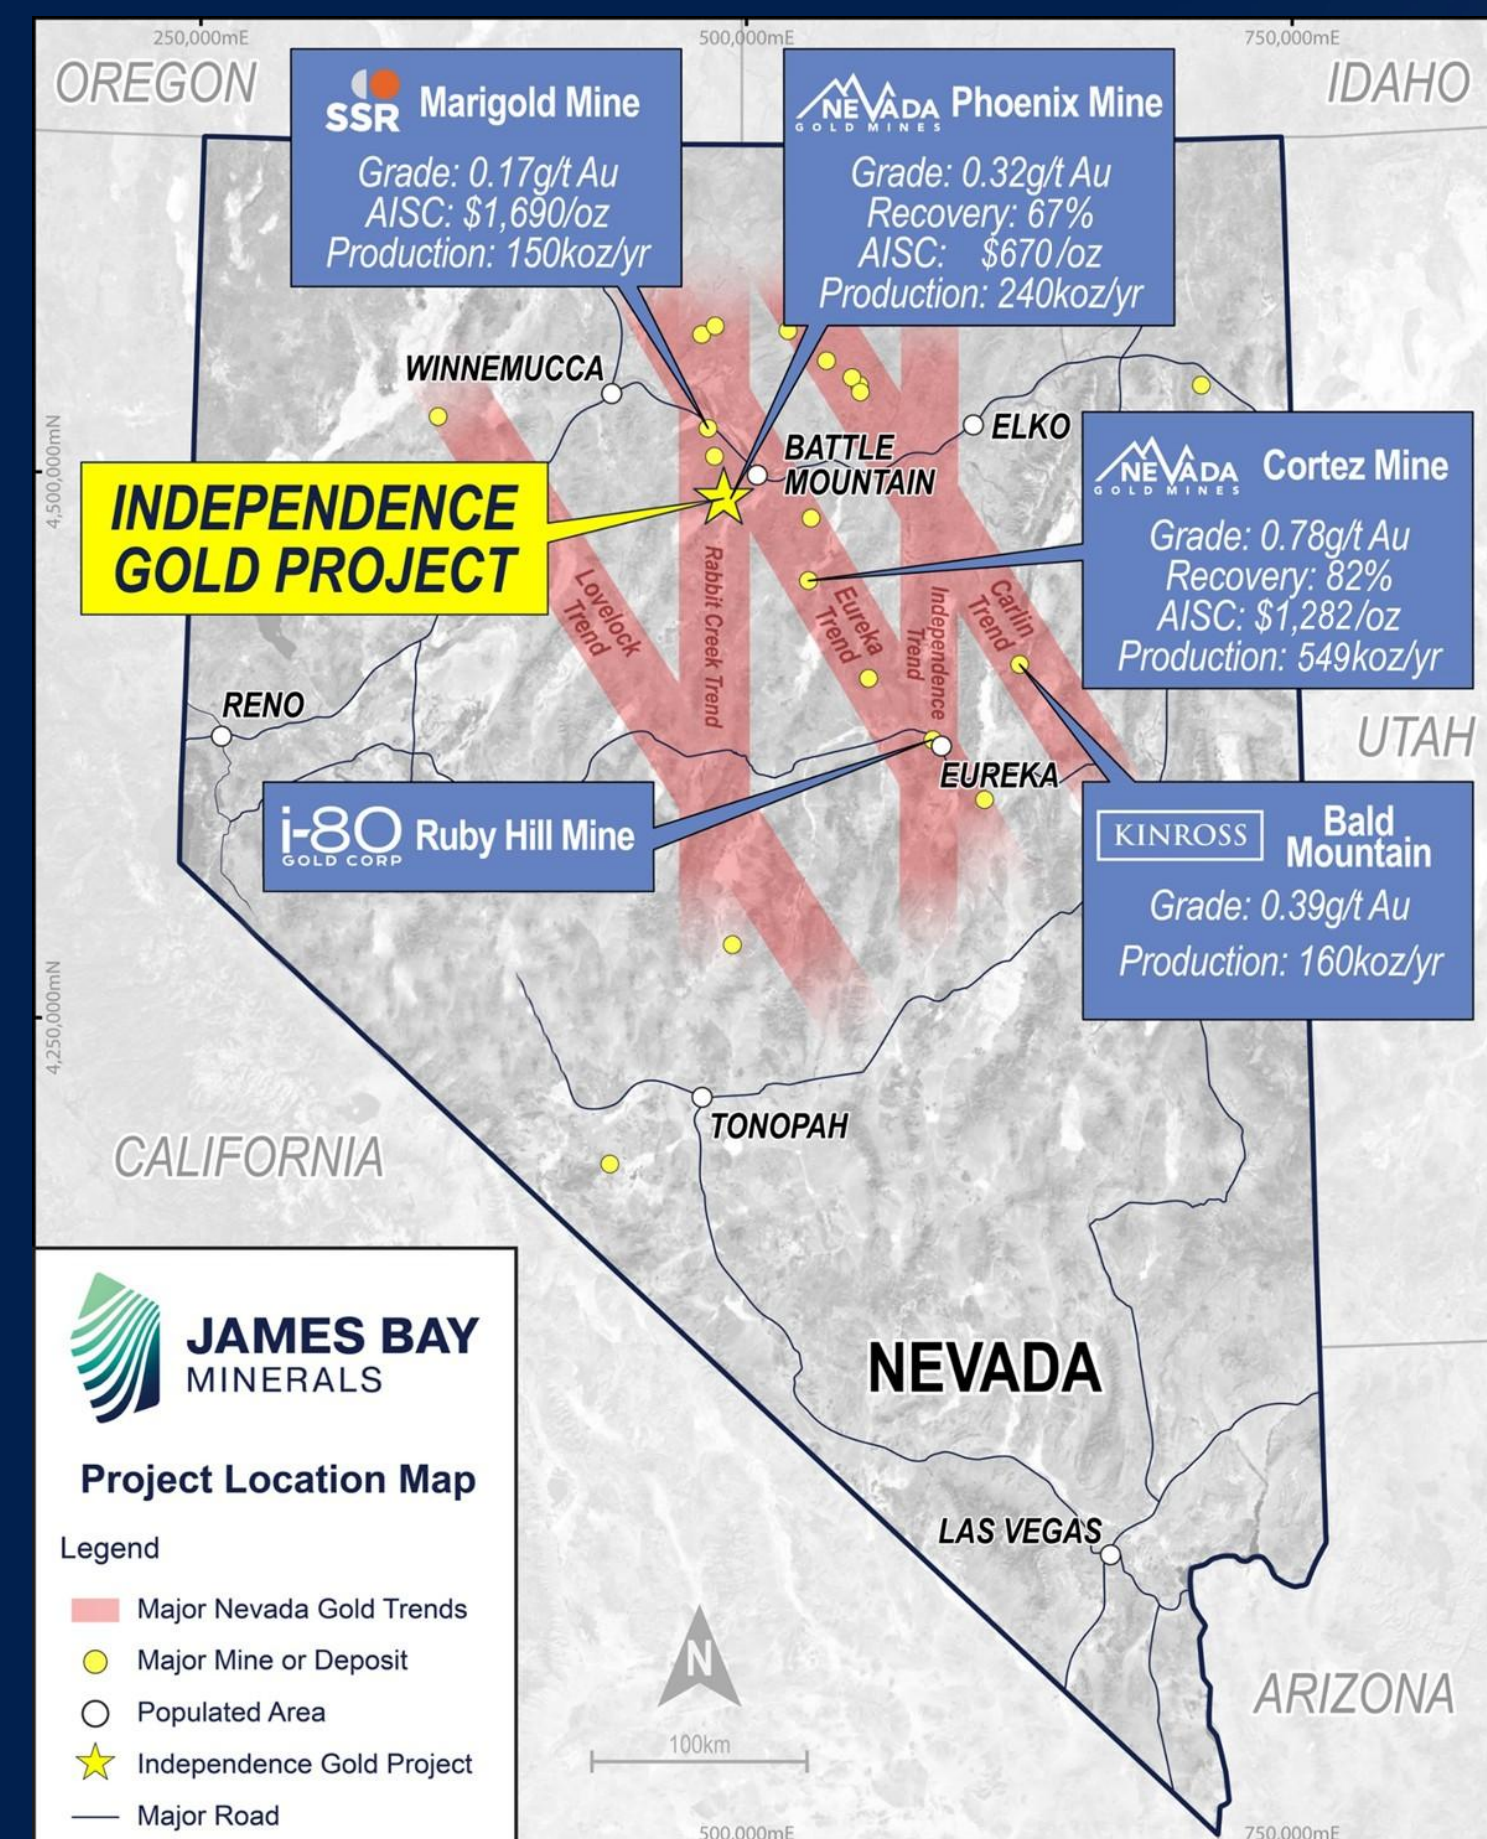 250,000mE
500,000mE
750,000mE
OREGON
IDAHO
SSR Marigold Mine
Grade: 0.17g/t Au
AISC: $1,690/oz
Production: 150koz/yr
NEVADA
GOLD MINES
Phoenix Mine
Grade: 0.32g/t Au
Recovery: 67%
AISC: $670/oz
Production: 240koz/yr
WINNEMUCCA
ELKO
BATTLE
MOUNTAIN
4,500,000mN
INDEPENDENCE
GOLD PROJECT
NEVADA
GOLD MINES
Cortez Mine
Grade: 0.78g/t Au
Recovery: 82%
AISC: $1,282/oz
Production: 549koz/yr
Lovelock
Trend
Rabbit Creek Trend
Eureka
Trend
Independence
Trend
Carlin
Trend
RENO
UTAH
EUREKA
i-80
GOLD CORP
Ruby Hill Mine
KINROSS
Bald
Mountain
Grade: 0.39g/t Au
Production: 160koz/yr
4,250,000mN
TONOPAH
CALIFORNIA
JAMES BAY
MINERALS
Project Location Map
Legend
Major Nevada Gold Trends
Major Mine or Deposit
Populated Area
Independence Gold Project
Major Road
NEVADA
LAS VEGAS
N
100km
ARIZONA
500,000mE
750,000mE